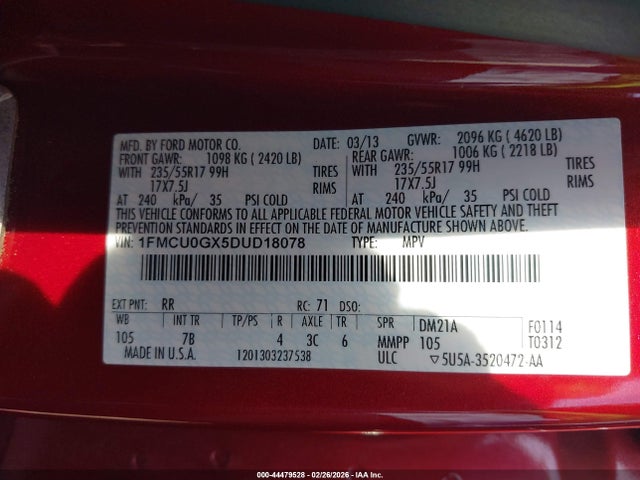 MFD. BY FORD MOTOR CO. DATE: 03/13 GVWR: 2096 KG ( 4620 LB)
FRONT GAWR: 1098 KG ( 2420 LB) REAR GAWR: 1006 KG ( 2218 LB)
WITH 235/55R17 99H TIRES WITH 235/55R17 99H TIRES
17X7.5J RIMS 17X7.5J RIMS
AT 240 kPa/ 35 PSI COLD AT 240 kPa/ 35 PSI COLD
THIS VEHICLE CONFORMS TO ALL APPLICABLE FEDERAL MOTOR VEHICLE SAFETY AND THEFT
PREVENTION STANDARDS IN EFFECT ON THE DATE OF MANUFACTURE SHOWN ABOVE.
VIN: 1FMCU0GX5DUD18078 TYPE: MPV
EXT PNT: RR RC: 71 DSO:
WB INT TR TP/PS R AXLE TR SPR DM21A F0114
105 7B 4 3C 6 MMPP 105 T0312
MADE IN U.S.A. 1201303237538 ULC ▽5U5A-3520472-AA
000-44479528 - 02/26/2026 - IAA Inc.